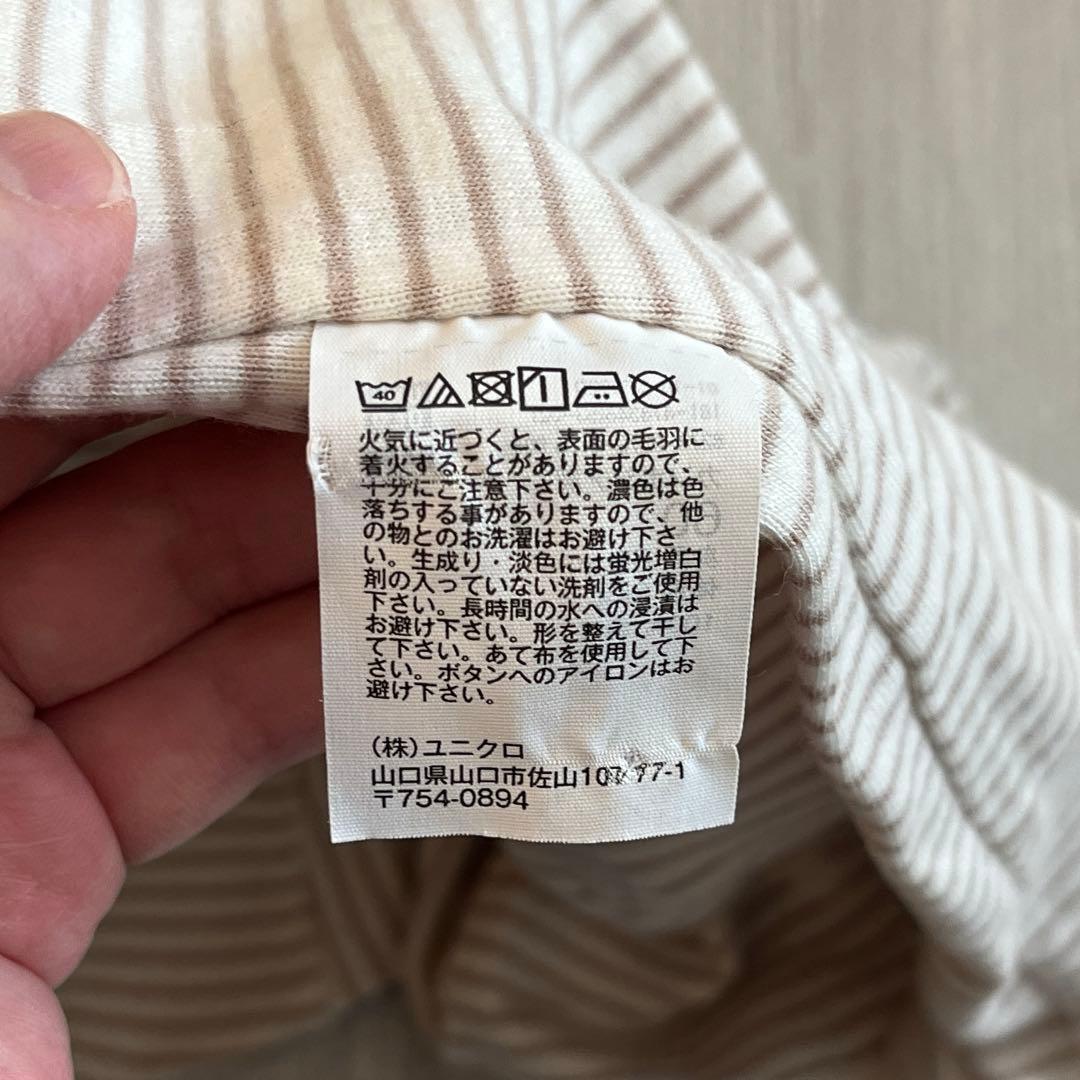 40
火気に近づくと、表面の毛羽に
着火することがありますので、
十分にご注意下さい。濃色は色
落ちする事がありますので、他
の物とのお洗濯はお避け下さ
い。生成り・淡色には蛍光増白
剤の入っていない洗剤をご使用
下さい。長時間の水への浸漬は
お避け下さい。形を整えて干し
て下さい。あて布を使用して下
さい。ボタンへのアイロンはお
避け下さい。
(株)ユニクロ
山口県山口市佐山
〒754-0894